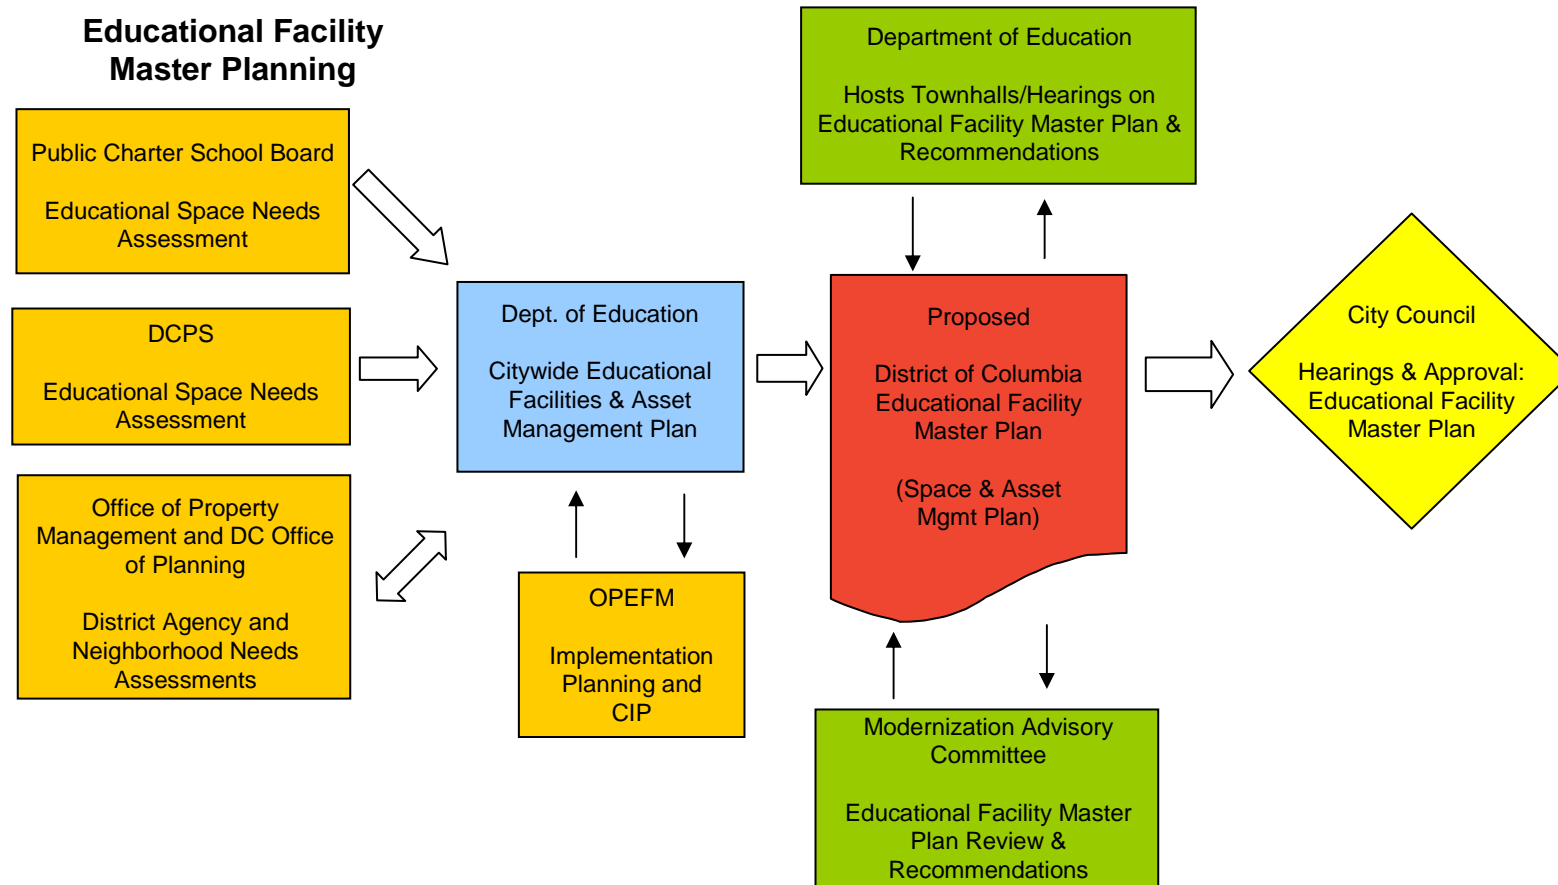 Educational Facility
Master Planning
Public Charter School Board
Educational Space Needs
Assessment
DCPS
Educational Space Needs
Assessment
Office of Property
Management and DC Office
of Planning
District Agency and
Neighborhood Needs
Assessments
Dept. of Education
Citywide Educational
Facilities & Asset
Management Plan
OPEFM
Implementation
Planning and
CIP
Department of Education
Hosts Townhalls/Hearings on
Educational Facility Master Plan &
Recommendations
Proposed
District of Columbia
Educational Facility
Master Plan
(Space & Asset
Mgmt Plan)
Modernization Advisory
Committee
Educational Facility Master
Plan Review &
Recommendations
City Council
Hearings & Approval:
Educational Facility
Master Plan